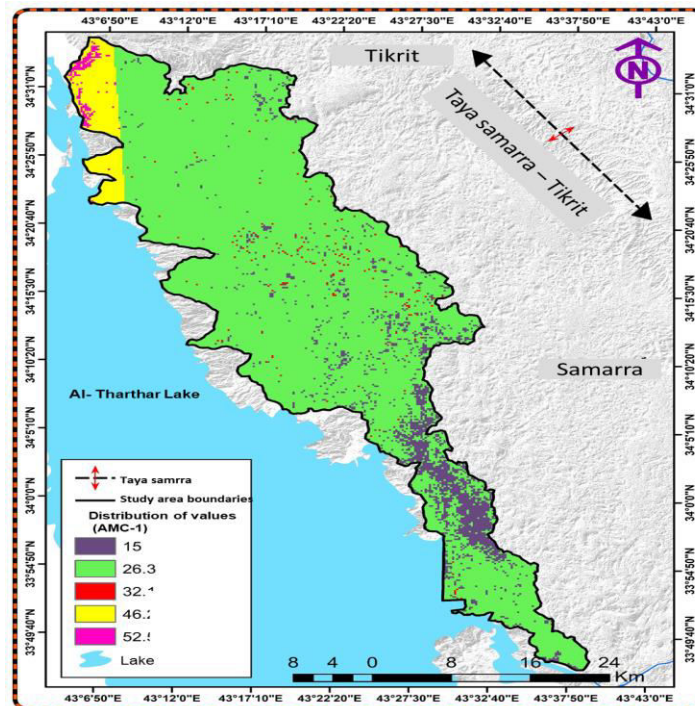 43°6'50"E 43°12'0"E 43°17'10"E 43°22'20"E 43°27'30"E 43°32'40"E 43°37'50"E 43°43'0"E
Tikrit
N
Taya samarra – Tikrit
Samarra
Al- Tharthar Lake
34°31'0"N
34°25'50"N
34°20'40"N
34°15'30"N
34°10'20"N
34°5'10"N
34°0'0"N
33°54'50"N
33°49'40"N
34°31'0"N
34°25'50"N
34°20'40"N
34°15'30"N
34°10'20"N
34°5'10"N
34°0'0"N
33°54'50"N
33°49'40"N
Taya samrra
Study area boundaries
Distribution of values
(AMC-1)
15
26.3
46.2
Lake
8 4 0 8 16 24
Km
43°6'50"E 43°12'0"E 43°17'10"E 43°22'20"E 43°27'30"E 43°32'40"E 43°37'50"E 43°43'0"E